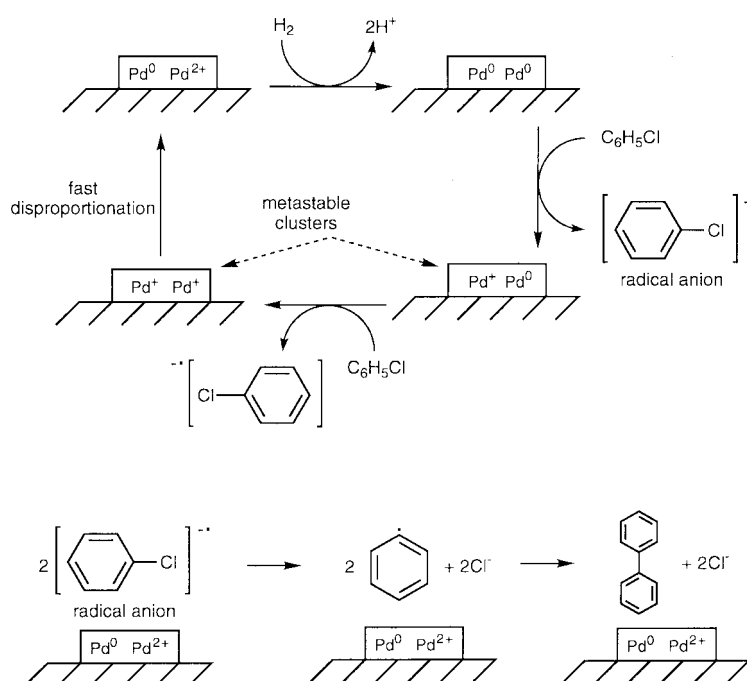 H₂ 2H⁺
Pd⁰ Pd²⁺ Pd⁰ Pd⁰
C₆H₅Cl
fast
disproportionation
metastable
clusters
Cl
radical anion
Pd⁺ Pd⁺ Pd⁺ Pd⁰
C₆H₅Cl
Cl
2 [Cl]⁻· 2 + 2Cl⁻ + 2Cl⁻
radical anion
Pd⁰ Pd²⁺ Pd⁰ Pd²⁺ Pd⁰ Pd²⁺